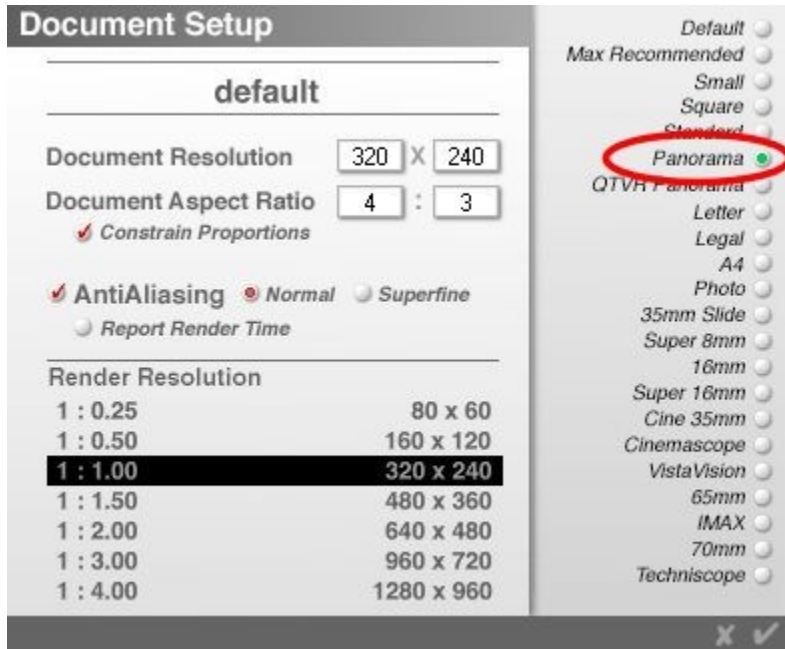 Document Setup
default
Document Resolution 320 X 240
Document Aspect Ratio 4 : 3
Constrain Proportions
AntiAliasing Normal Superfine
Report Render Time
Render Resolution
1 : 0.25 80 x 60
1 : 0.50 160 x 120
1 : 1.00 320 x 240
1 : 1.50 480 x 360
1 : 2.00 640 x 480
1 : 3.00 960 x 720
1 : 4.00 1280 x 960
Default
Max Recommended
Small
Square
Standard
Panorama
QTVR Panorama
Letter
Legal
A4
Photo
35mm Slide
Super 8mm
16mm
Super 16mm
Cine 35mm
Cinemascope
VistaVision
65mm
IMAX
70mm
Techniscope